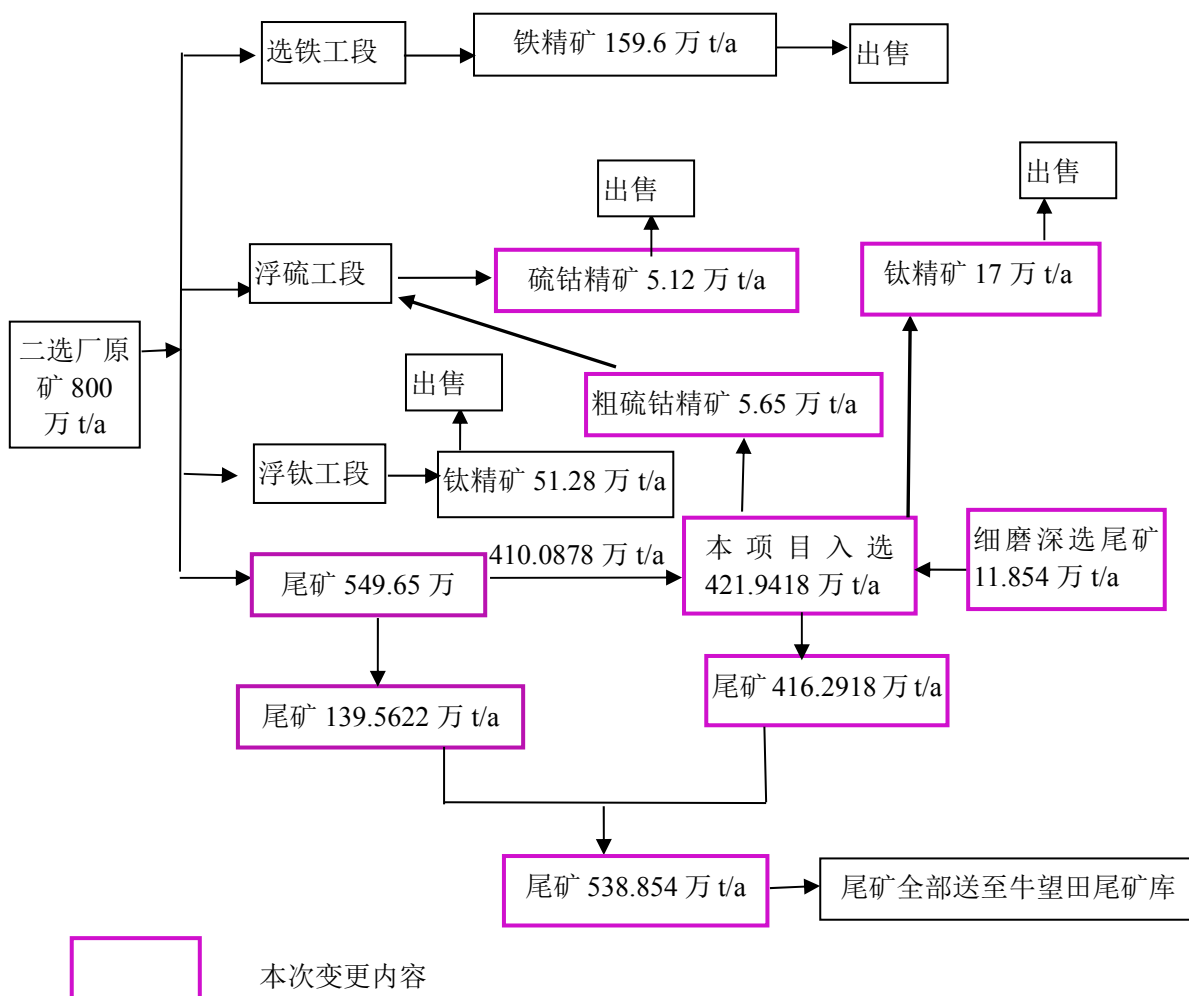 选铁工段
铁精矿 159.6 万 t/a
出售
出售
出售
浮硫工段
硫钴精矿 5.12 万 t/a
钛精矿 17 万 t/a
二选厂原
矿 800
万 t/a
出售
粗硫钴精矿 5.65 万 t/a
浮钛工段
钛精矿 51.28 万 t/a
尾矿 549.65 万
410.0878 万 t/a
本项目入选
421.9418 万 t/a
细磨深选尾矿
11.854 万 t/a
尾矿 139.5622 万 t/a
尾矿 416.2918 万 t/a
尾矿 538.854 万 t/a
尾矿全部送至牛望田尾矿库
本次变更内容